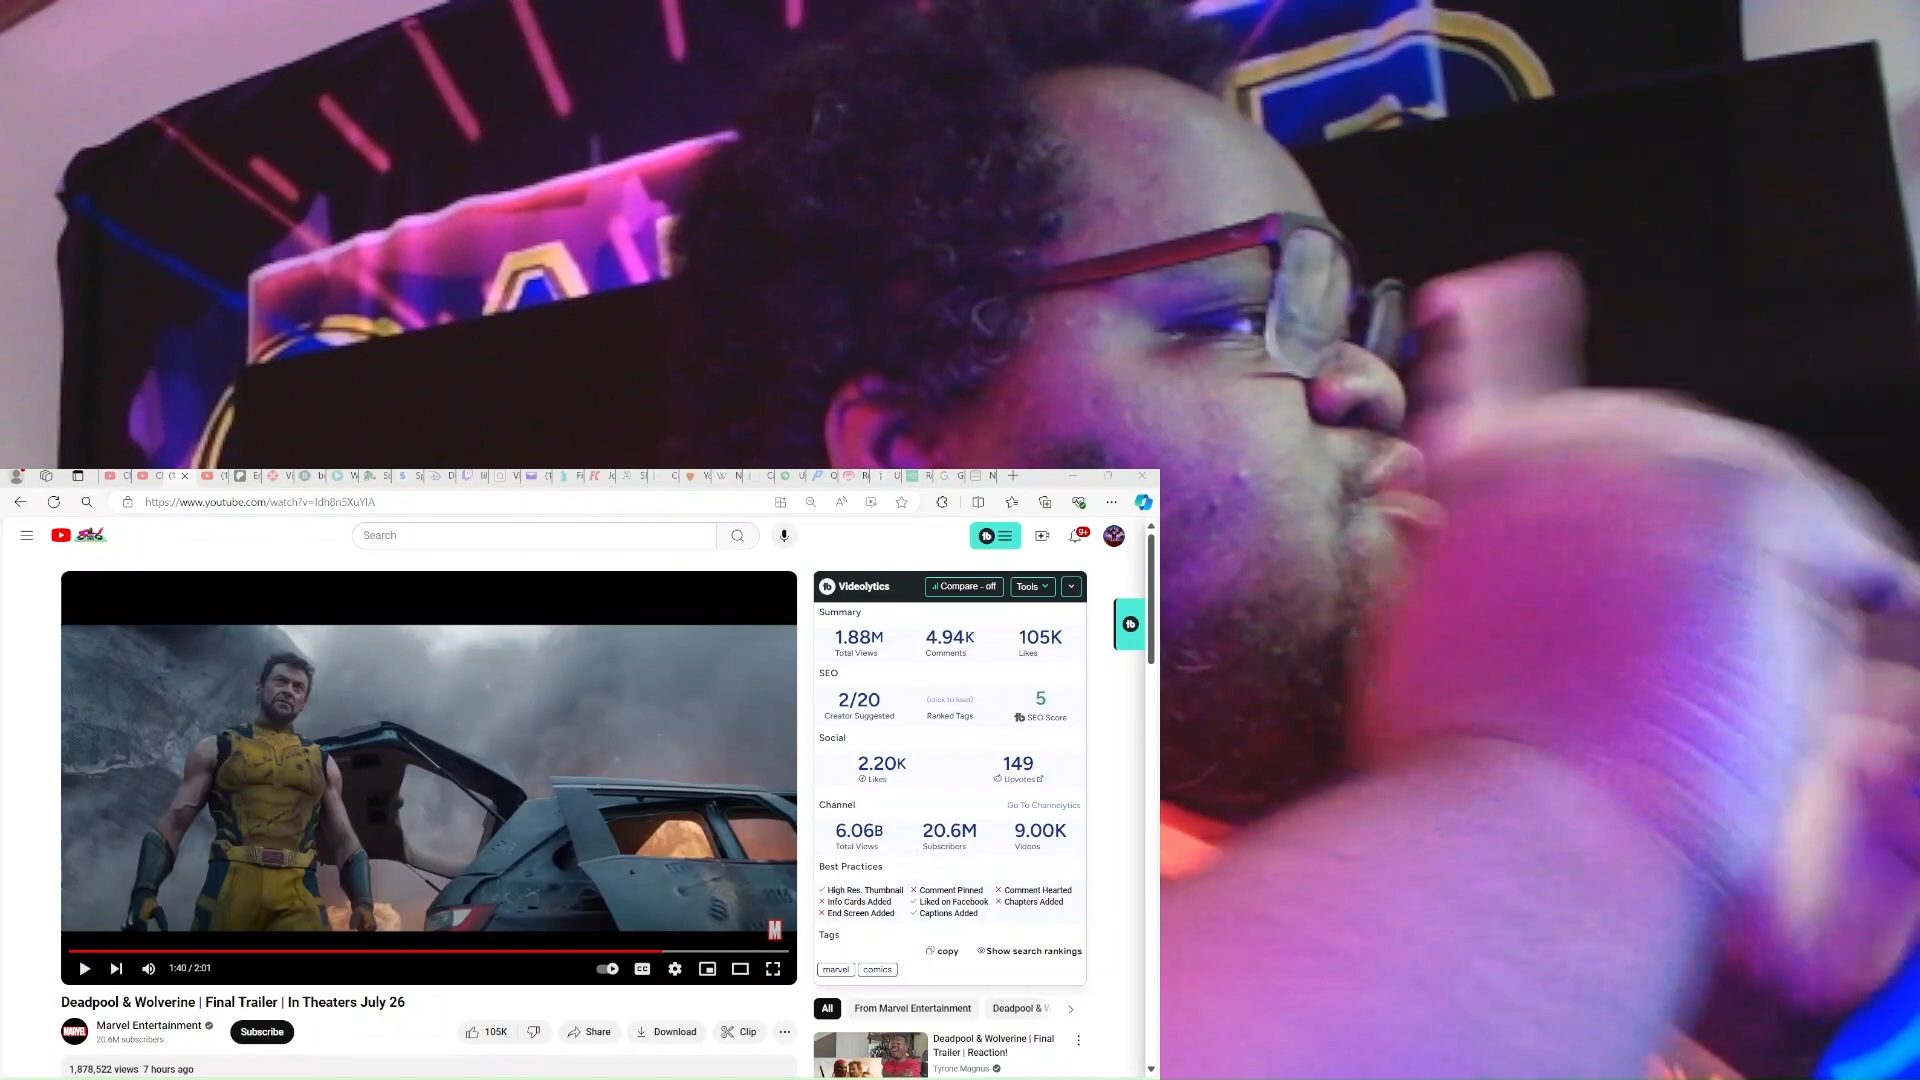 https://www.youtube.com/watch?v=Idh8n5XuYIA
Search
9+
Videolytics
Compare - off
Tools
Summary
1.88M
4.94K
105K
Total Views
Comments
Likes
SEO
2/20
(click to load)
5
Creator Suggested
Ranked Tags
SEO Score
Social
2.20K
149
Likes
Upvotes
Channel
Go To Channelytics
6.06B
20.6M
9.00K
Total Views
Subscribers
Videos
Best Practices
High Res. Thumbnail
Comment Pinned
Comment Hearted
Info Cards Added
Liked on Facebook
Chapters Added
End Screen Added
Captions Added
Tags
copy
Show search rankings
marvel
comics
M
1:40 / 2:01
CC
Deadpool & Wolverine | Final Trailer | In Theaters July 26
MARVEL
Marvel Entertainment
20.6M subscribers
Subscribe
105K
Share
Download
Clip
1,878,522 views 7 hours ago
All
From Marvel Entertainment
Deadpool &
Deadpool & Wolverine | Final
Trailer | Reaction!
Tyrone Magnus